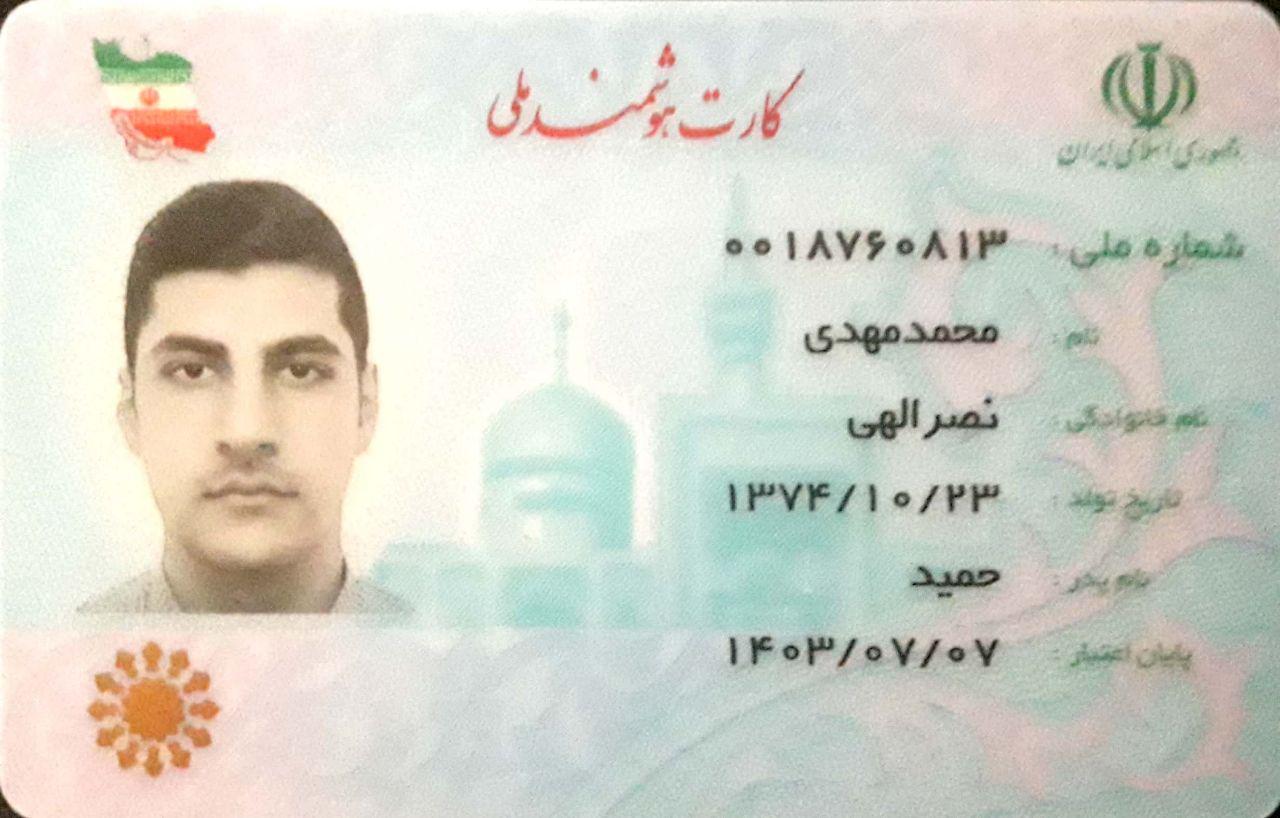 کارت هوشمند ملی
جمهوری اسلامی ایران
شماره ملی : ۰۰۱۸۷۶۰۸۱۳
نام : محمدمهدی
نام خانوادگی : نصرالهی
تاریخ تولد : ۱۳۷۴/۱۰/۲۳
نام پدر : حمید
پایان اعتبار : ۱۴۰۳/۰۷/۰۷